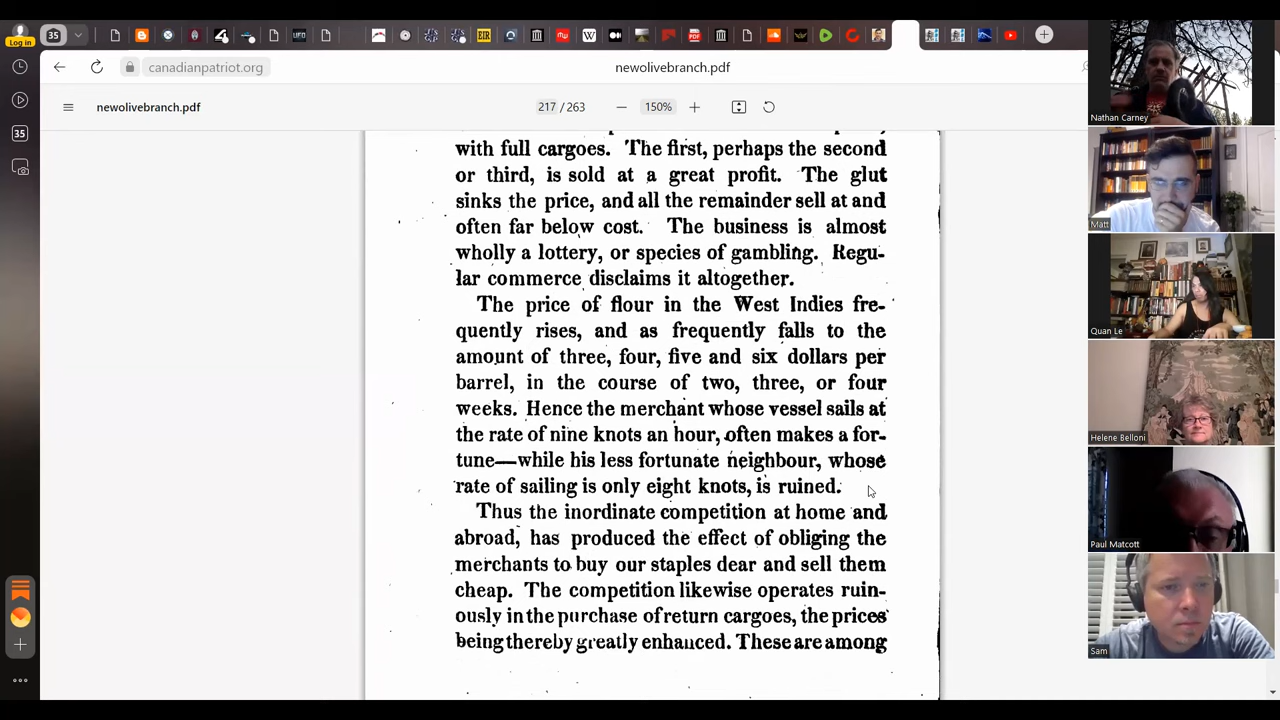 35
Log in
canadianpatriot.org
newolivebranch.pdf
newolivebranch.pdf
217 / 263
150%
35
with full cargoes. The first, perhaps the second
or third, is sold at a great profit. The glut
sinks the price, and all the remainder sell at and
often far below cost. The business is almost
wholly a lottery, or species of gambling. Regu-
lar commerce disclaims it altogether.
The price of flour in the West Indies fre-
quently rises, and as frequently falls to the
amount of three, four, five and six dollars per
barrel, in the course of two, three, or four
weeks. Hence the merchant whose vessel sails at
the rate of nine knots an hour, often makes a for-
tune—while his less fortunate neighbour, whose
rate of sailing is only eight knots, is ruined.
Thus the inordinate competition at home and
abroad, has produced the effect of obliging the
merchants to buy our staples dear and sell them
cheap. The competition likewise operates ruin-
ously in the purchase of return cargoes, the prices
being thereby greatly enhanced. These are among
Nathan Carney
Matt
Quan Le
Helene Belloni
Paul Matcott
Sam